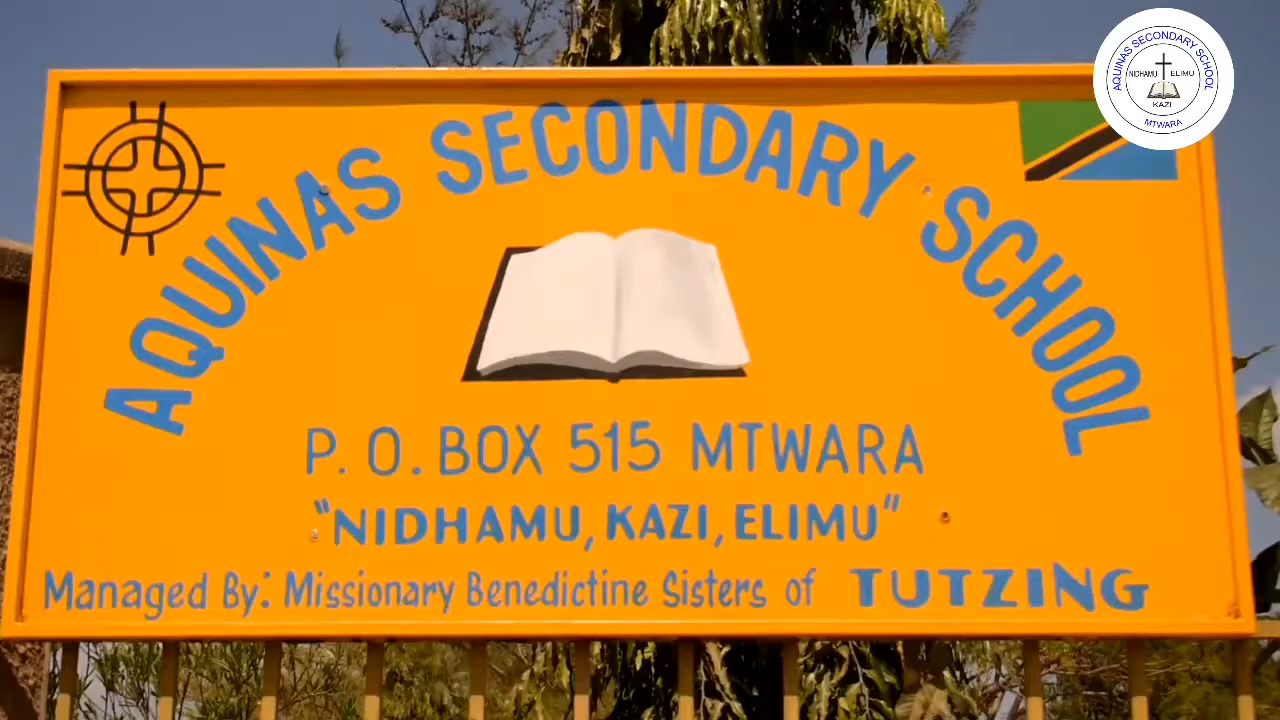 AQUINAS SECONDARY SCHOOL
P. O. BOX 515 MTWARA
"NIDHAMU, KAZI, ELIMU"
Managed By: Missionary Benedictine Sisters of TUTZING
AQUINAS SECONDARY SCHOOL
NIDHAMU ELIMU
KAZI
MTWARA